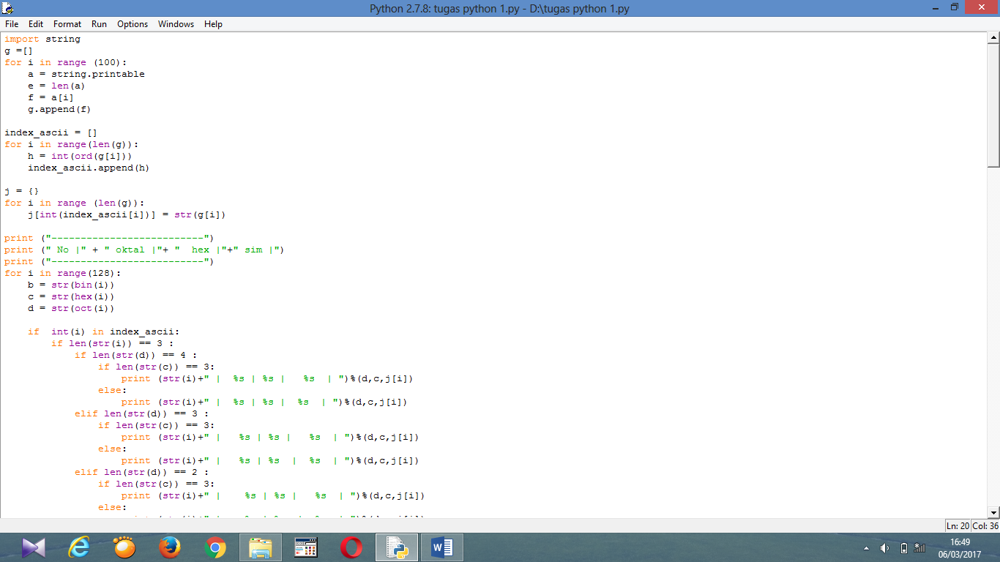 Python 2.7.8: tugas python 1.py - D:\tugas python 1.py
File Edit Format Run Options Windows Help
import string
g =[]
for i in range (100):
    a = string.printable
    e = len(a)
    f = a[i]
    g.append(f)

index_ascii = []
for i in range(len(g)):
    h = int(ord(g[i]))
    index_ascii.append(h)

j = {}
for i in range (len(g)):
    j[int(index_ascii[i])] = str(g[i])

print ("--------------------------")
print (" No |" + " oktal |"+ "  hex |"+" sim |")
print ("--------------------------")
for i in range(128):
    b = str(bin(i))
    c = str(hex(i))
    d = str(oct(i))

    if  int(i) in index_ascii:
        if len(str(i)) == 3 :
            if len(str(d)) == 4 :
                if len(str(c)) == 3:
                    print (str(i)+" |  %s | %s |   %s  | ")%(d,c,j[i])
                else:
                    print (str(i)+" |  %s | %s |  %s  | ")%(d,c,j[i])
            elif len(str(d)) == 3 :
                if len(str(c)) == 3:
                    print (str(i)+" |   %s | %s |   %s  | ")%(d,c,j[i])
                else:
                    print (str(i)+" |   %s | %s  |  %s  | ")%(d,c,j[i])
            elif len(str(d)) == 2 :
                if len(str(c)) == 3:
                    print (str(i)+" |    %s | %s |   %s  | ")%(d,c,j[i])
                else:
Ln: 20 Col: 36
16:49
06/03/2017